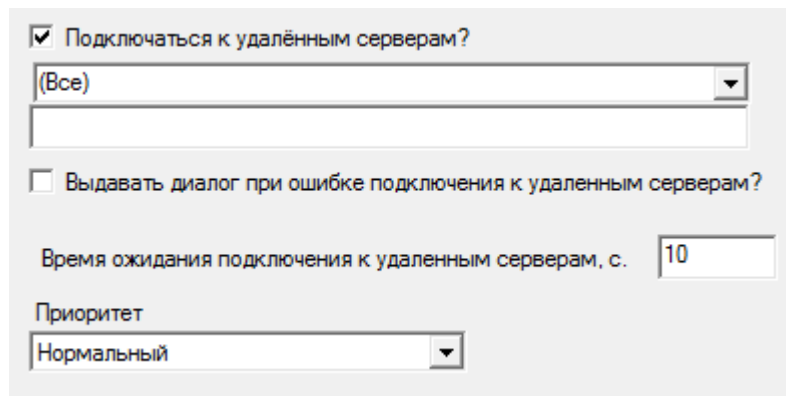 Подключаться к удалённым серверам?
(Все)
Выдавать диалог при ошибке подключения к удаленным серверам?
Время ожидания подключения к удаленным серверам, с. 10
Приоритет
Нормальный